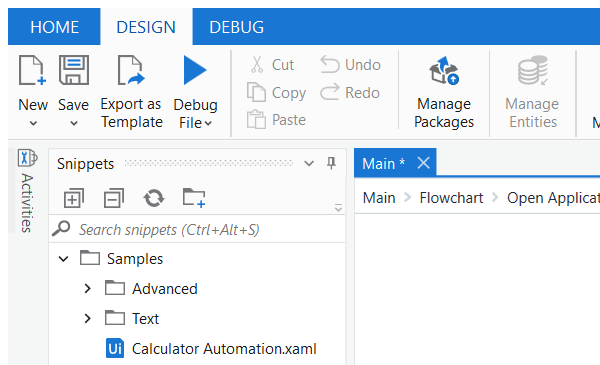 HOME DESIGN DEBUG
New Save Export as Template Debug File
Cut Undo
Copy Redo
Paste
Manage Packages
Manage Entities
M
Activities
Snippets
Main *
Main Flowchart Open Applicat
Search snippets (Ctrl+Alt+S)
Samples
Advanced
Text
Ui Calculator Automation.xaml